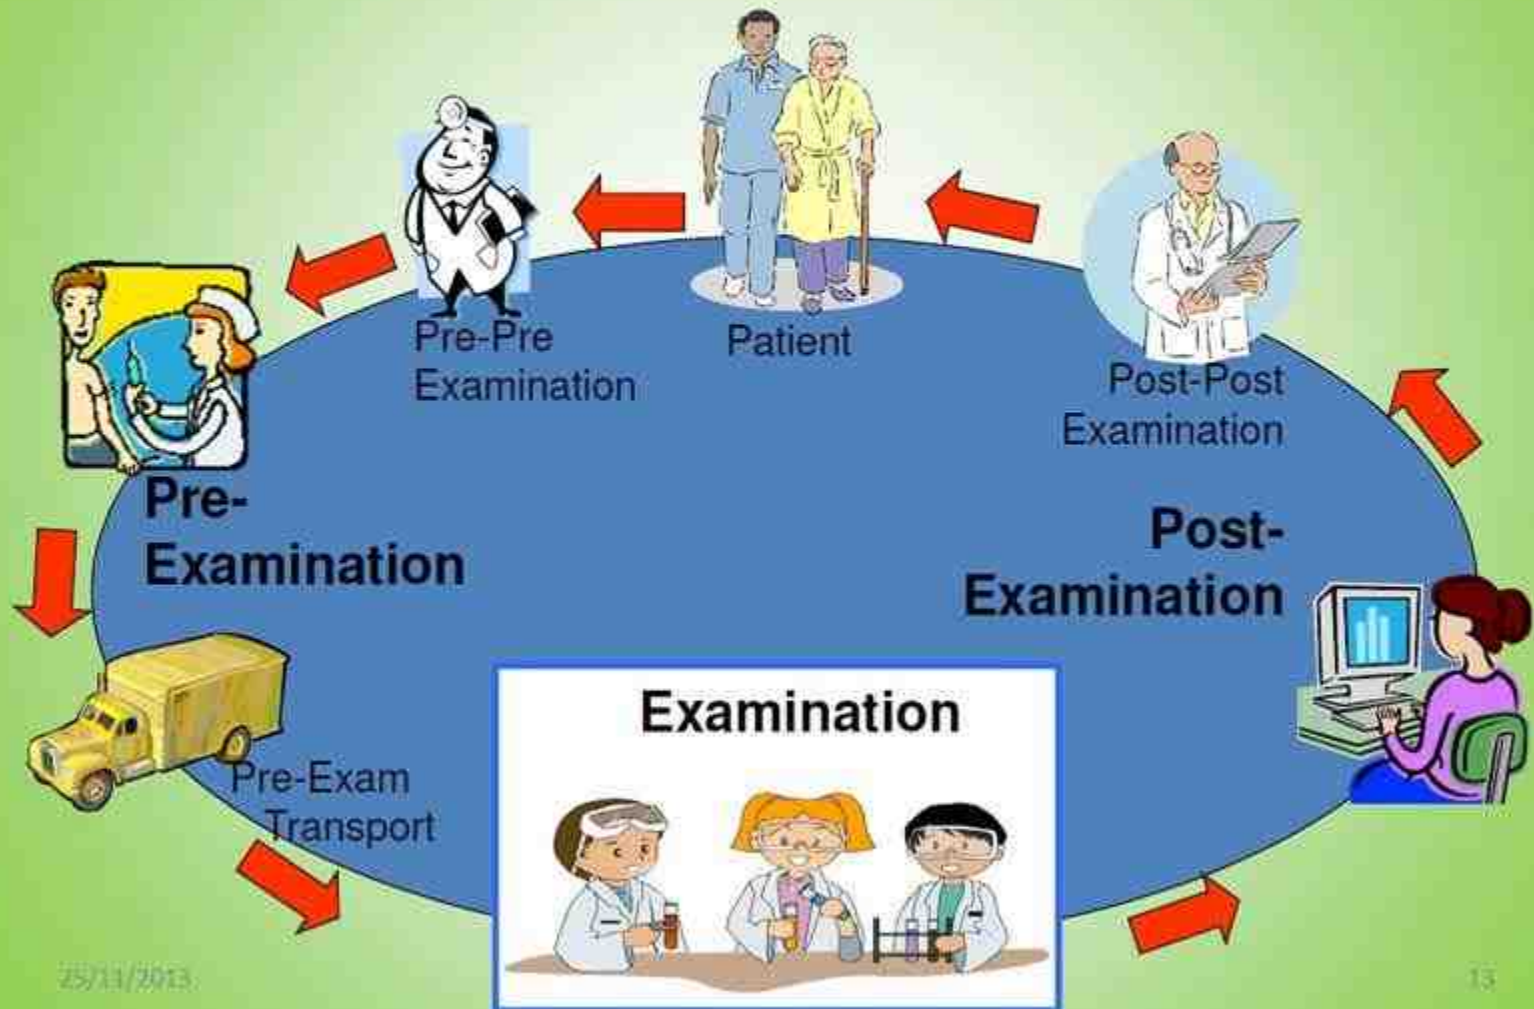 Pre-Pre
Examination
Patient
Post-Post
Examination
Pre-
Examination
Post-
Examination
Pre-Exam
Transport
Examination
25/11/2013
13